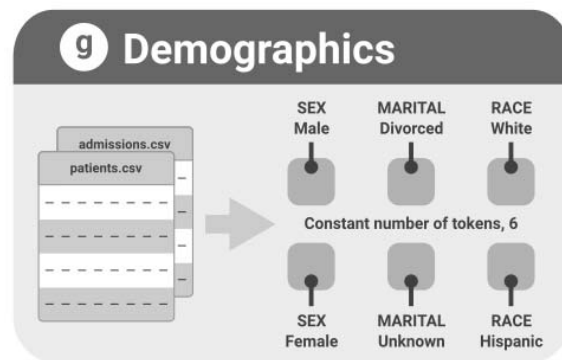 g Demographics
admissions.csv
patients.csv
SEX
Male
MARITAL
Divorced
RACE
White
Constant number of tokens, 6
SEX
Female
MARITAL
Unknown
RACE
Hispanic